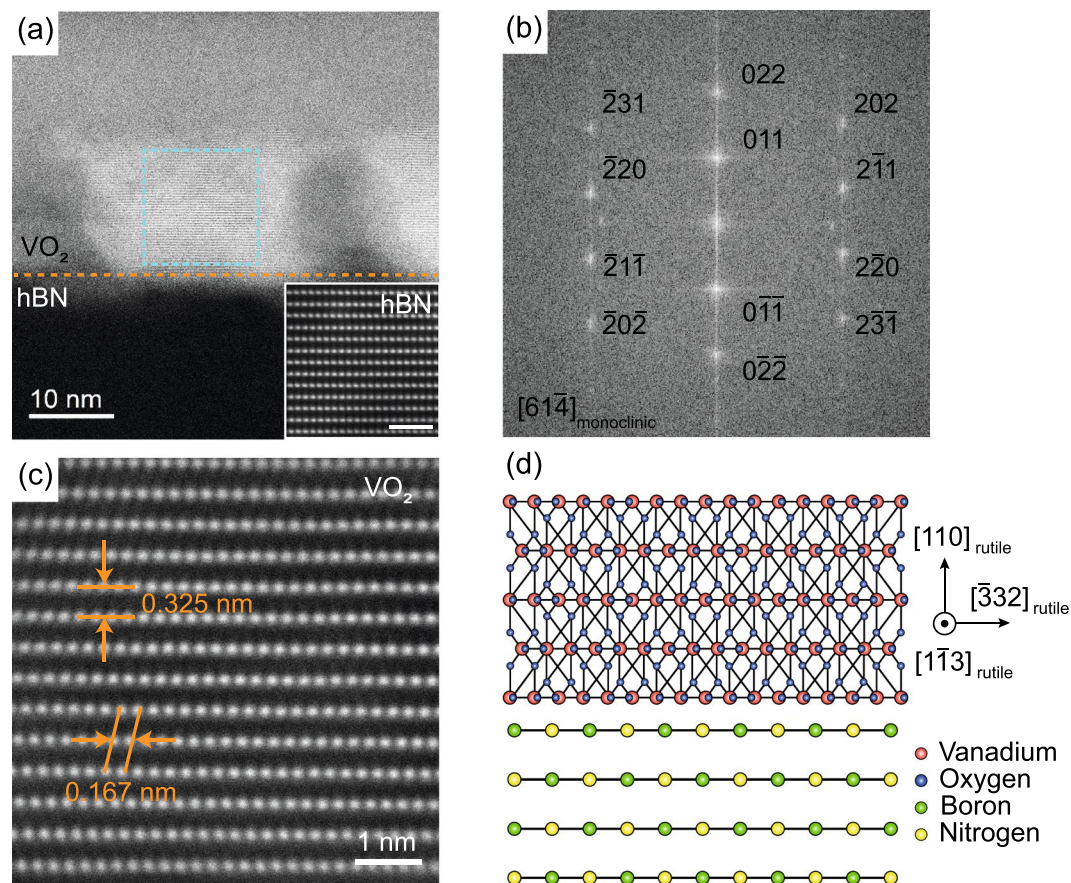 (a)
VO₂
hBN
hBN
10 nm
(b)
022
2̅31
202
011
2̅20
21̅1
2̅11̅
22̅0
2̅02̅
01̅1̅
23̅1̅
02̅2̅
[614̅]monoclinic
(c)
VO₂
0.325 nm
0.167 nm
1 nm
(d)
[110] rutile
[3̅32] rutile
[11̅3] rutile
Vanadium
Oxygen
Boron
Nitrogen